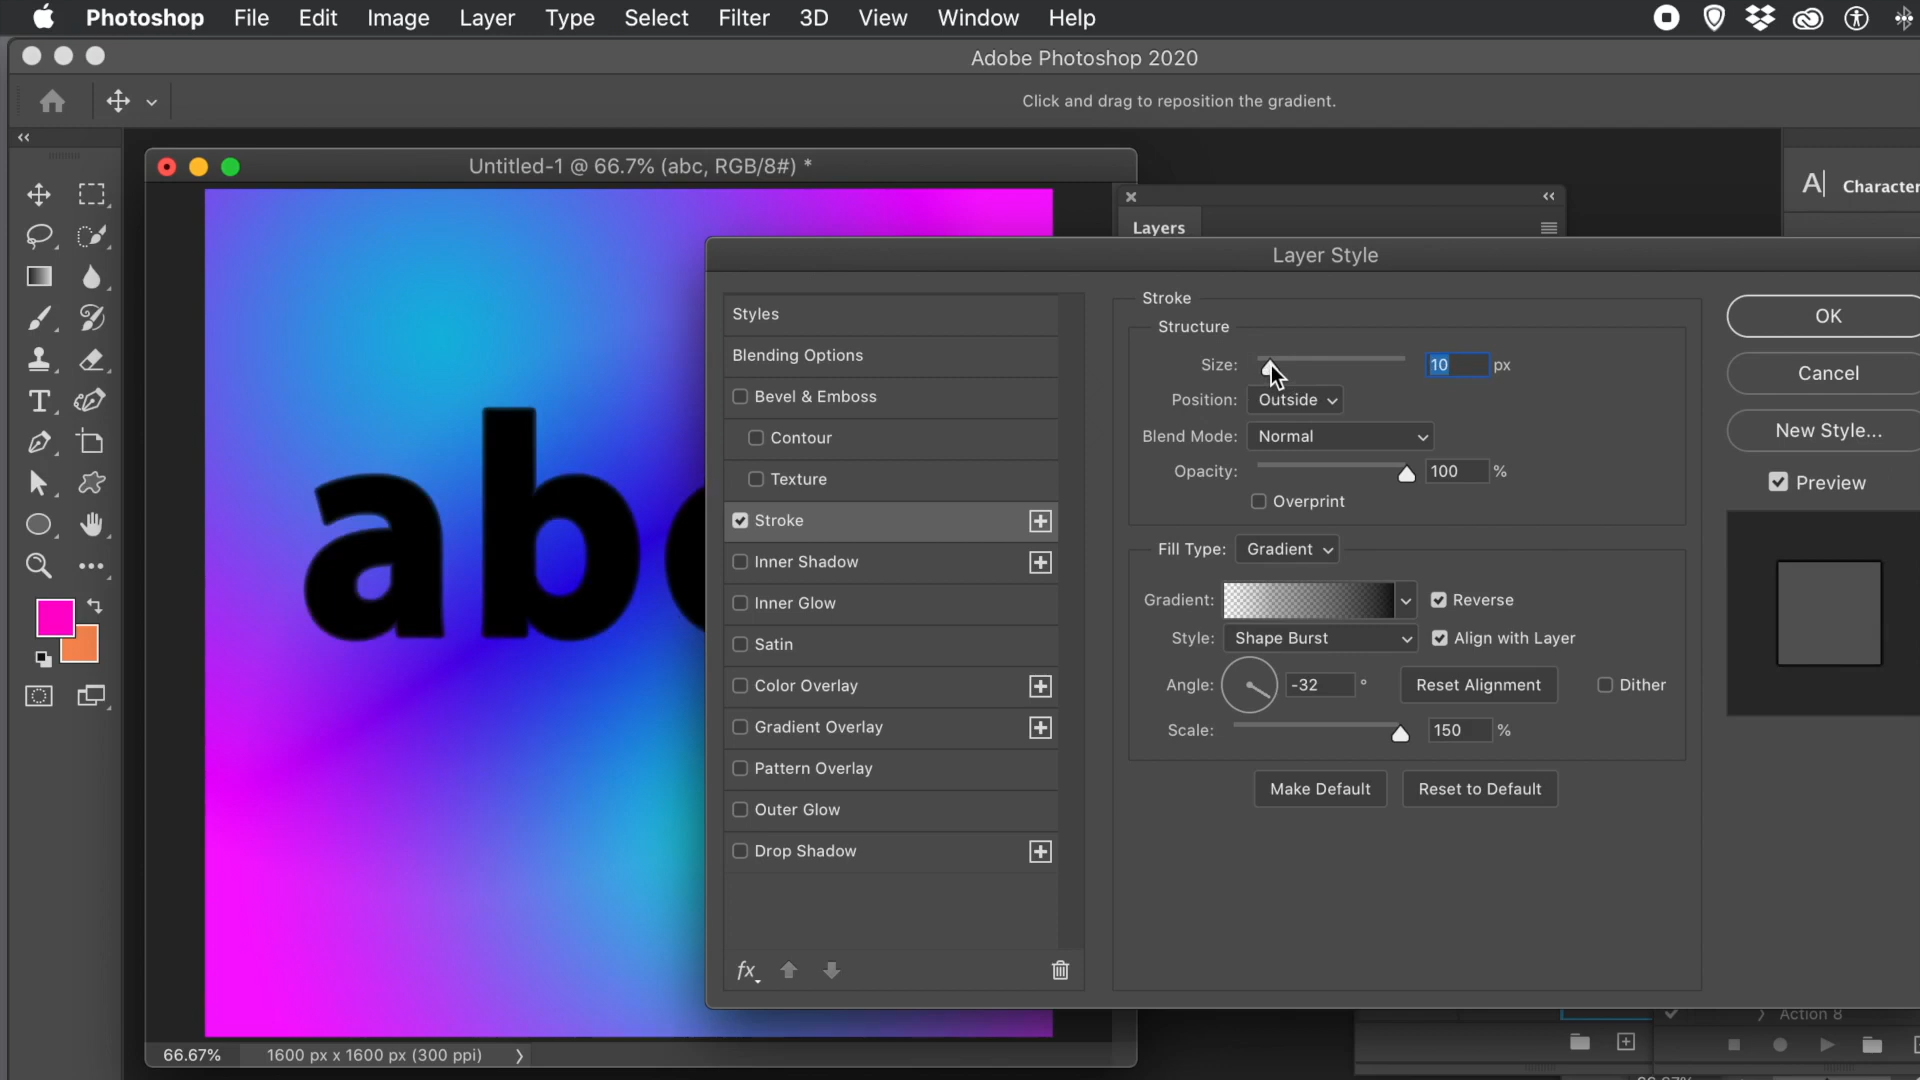 Photoshop File Edit Image Layer Type Select Filter 3D View Window Help
Adobe Photoshop 2020
Click and drag to reposition the gradient.
Untitled-1 @ 66.7% (abc, RGB/8#) *
A| Character
Layers
Layer Style
Styles
Blending Options
Bevel & Emboss
Contour
Texture
Stroke
Inner Shadow
Inner Glow
Satin
Color Overlay
Gradient Overlay
Pattern Overlay
Outer Glow
Drop Shadow
fx
Stroke
Structure
Size: 10 px
Position: Outside
Blend Mode: Normal
Opacity: 100 %
Overprint
Fill Type: Gradient
Gradient: Reverse
Style: Shape Burst Align with Layer
Angle: -32 ° Reset Alignment Dither
Scale: 150 %
Make Default Reset to Default
OK
Cancel
New Style...
Preview
T
ab
Action 8
66.67% 1600 px x 1600 px (300 ppi)